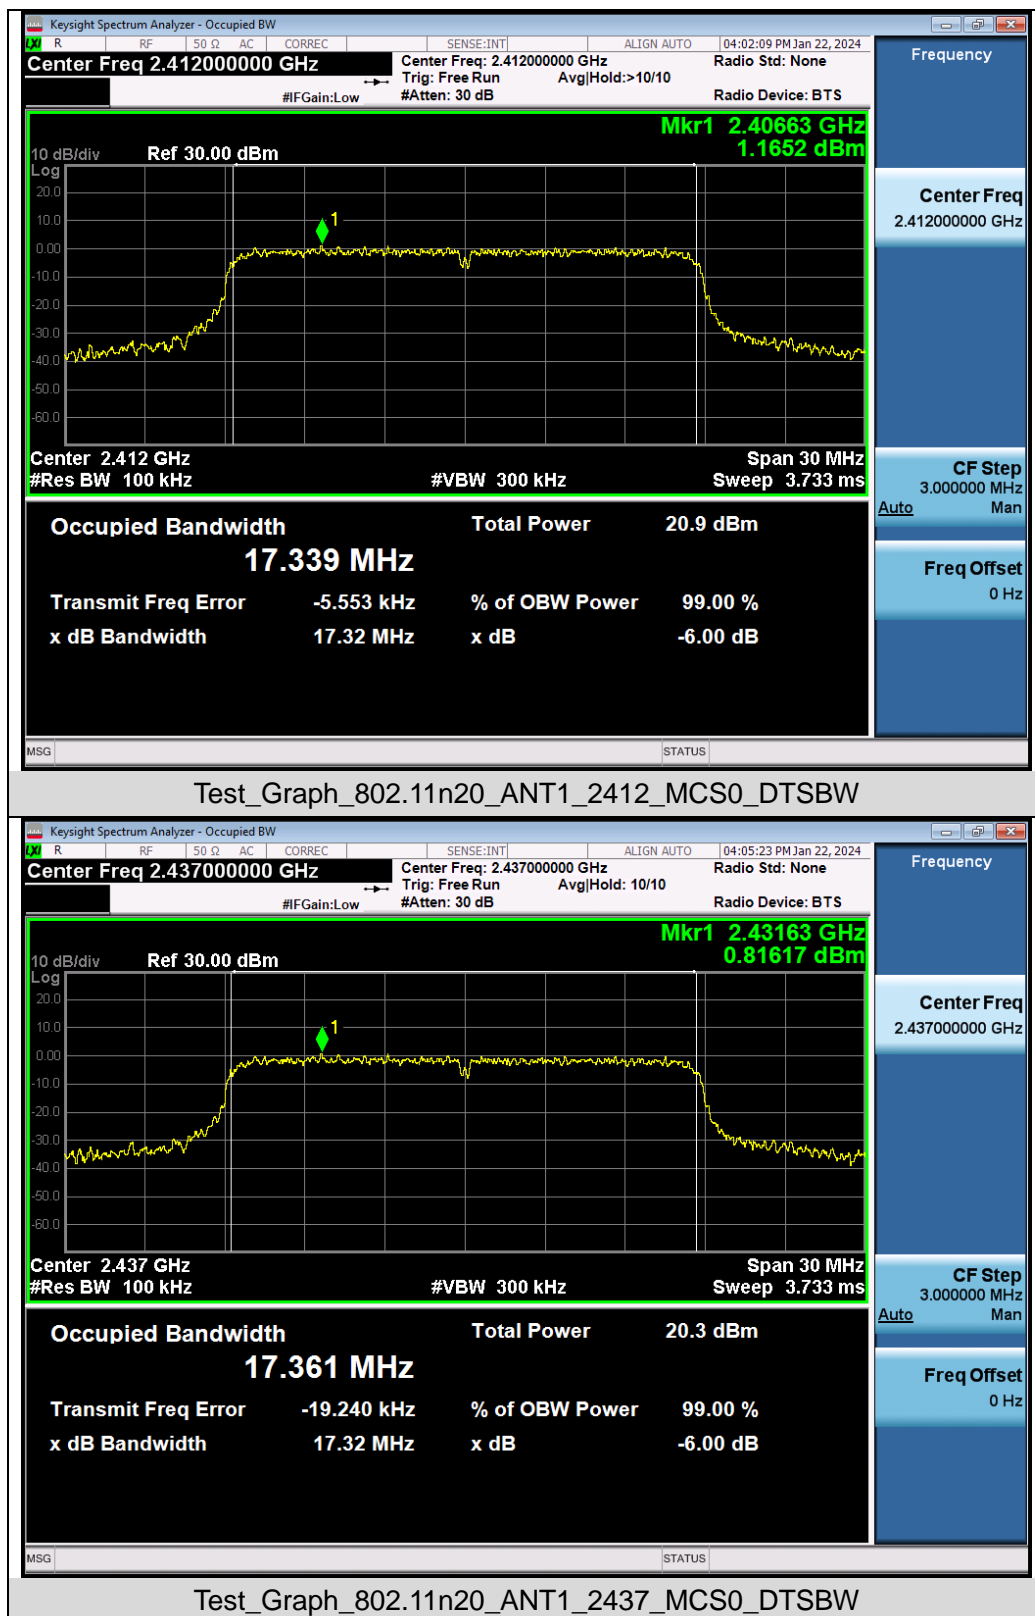 Keysight Spectrum Analyzer - Occupied BW
LXI R RF 50 Ω AC CORREC SENSE:INT ALIGN AUTO 04:02:09 PM Jan 22, 2024
Center Freq 2.412000000 GHz
Center Freq: 2.412000000 GHz
Radio Std: None
Trig: Free Run Avg|Hold:>10/10
#IFGain:Low
#Atten: 30 dB
Radio Device: BTS
Mkr1 2.40663 GHz
1.1652 dBm
10 dB/div Ref 30.00 dBm
Log
20.0
10.0
0.00
-10.0
-20.0
-30.0
-40.0
-50.0
-60.0
1
Center 2.412 GHz
Span 30 MHz
#Res BW 100 kHz
#VBW 300 kHz
Sweep 3.733 ms
Occupied Bandwidth
Total Power 20.9 dBm
17.339 MHz
Transmit Freq Error -5.553 kHz
% of OBW Power 99.00 %
x dB Bandwidth 17.32 MHz
x dB -6.00 dB
MSG
STATUS
Frequency
Center Freq
2.412000000 GHz
CF Step
3.000000 MHz
Auto Man
Freq Offset
0 Hz
Test_Graph_802.11n20_ANT1_2412_MCS0_DTSBW
Keysight Spectrum Analyzer - Occupied BW
LXI R RF 50 Ω AC CORREC SENSE:INT ALIGN AUTO 04:05:23 PM Jan 22, 2024
Center Freq 2.437000000 GHz
Center Freq: 2.437000000 GHz
Radio Std: None
Trig: Free Run Avg|Hold: 10/10
#IFGain:Low
#Atten: 30 dB
Radio Device: BTS
Mkr1 2.43163 GHz
0.81617 dBm
10 dB/div Ref 30.00 dBm
Log
20.0
10.0
0.00
-10.0
-20.0
-30.0
-40.0
-50.0
-60.0
1
Center 2.437 GHz
Span 30 MHz
#Res BW 100 kHz
#VBW 300 kHz
Sweep 3.733 ms
Occupied Bandwidth
Total Power 20.3 dBm
17.361 MHz
Transmit Freq Error -19.240 kHz
% of OBW Power 99.00 %
x dB Bandwidth 17.32 MHz
x dB -6.00 dB
MSG
STATUS
Frequency
Center Freq
2.437000000 GHz
CF Step
3.000000 MHz
Auto Man
Freq Offset
0 Hz
Test_Graph_802.11n20_ANT1_2437_MCS0_DTSBW